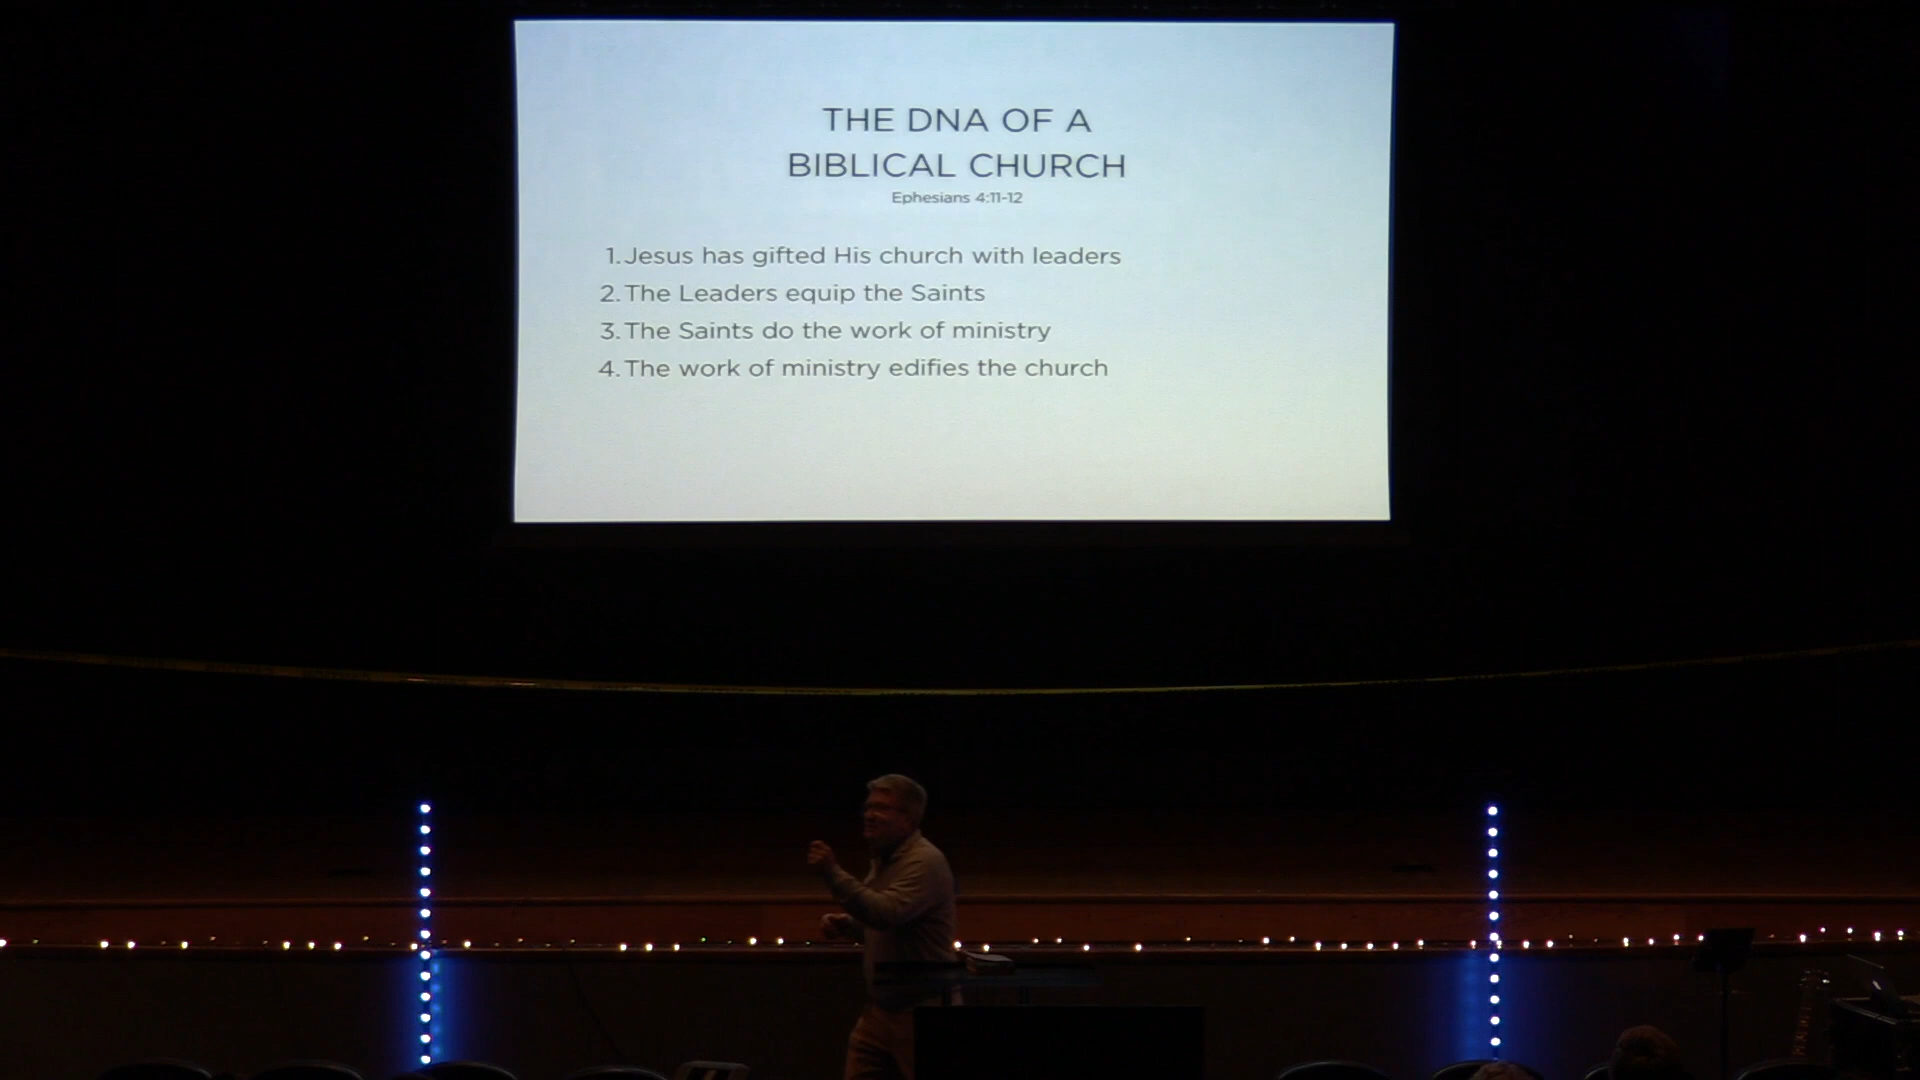 THE DNA OF A
BIBLICAL CHURCH
Ephesians 4:11-12
1. Jesus has gifted His church with leaders
2. The Leaders equip the Saints
3. The Saints do the work of ministry
4. The work of ministry edifies the church